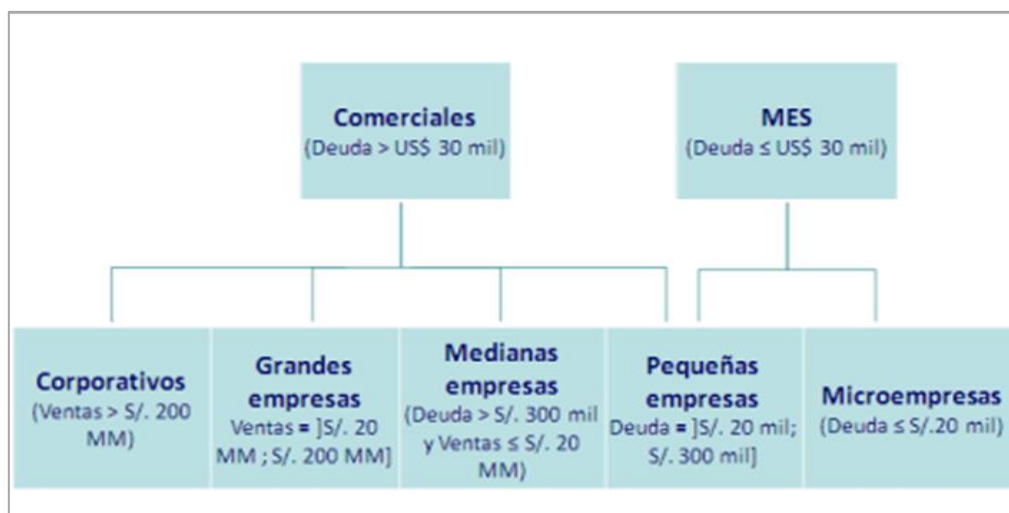 Comerciales
(Deuda > US$ 30 mil)
MES
(Deuda ≤ US$ 30 mil)
Corporativos
(Ventas > S/. 200
MM)
Grandes
empresas
Ventas = ]S/. 20
MM ; S/. 200 MM]
Medianas
empresas
(Deuda > S/. 300 mil
y Ventas ≤ S/. 20
MM)
Pequeñas
empresas
Deuda = ]S/. 20 mil;
S/. 300 mil]
Microempresas
(Deuda ≤ S/.20 mil)